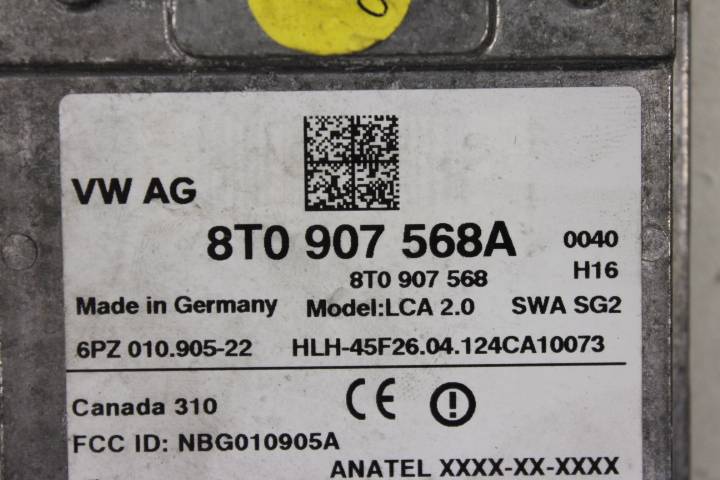 VW AG
8T0 907 568A 0040
8T0 907 568 H16
Made in Germany Model:LCA 2.0 SWA SG2
6PZ 010.905-22 HLH-45F26.04.124CA10073
Canada 310
FCC ID: NBG010905A
ANATEL XXXX-XX-XXXX